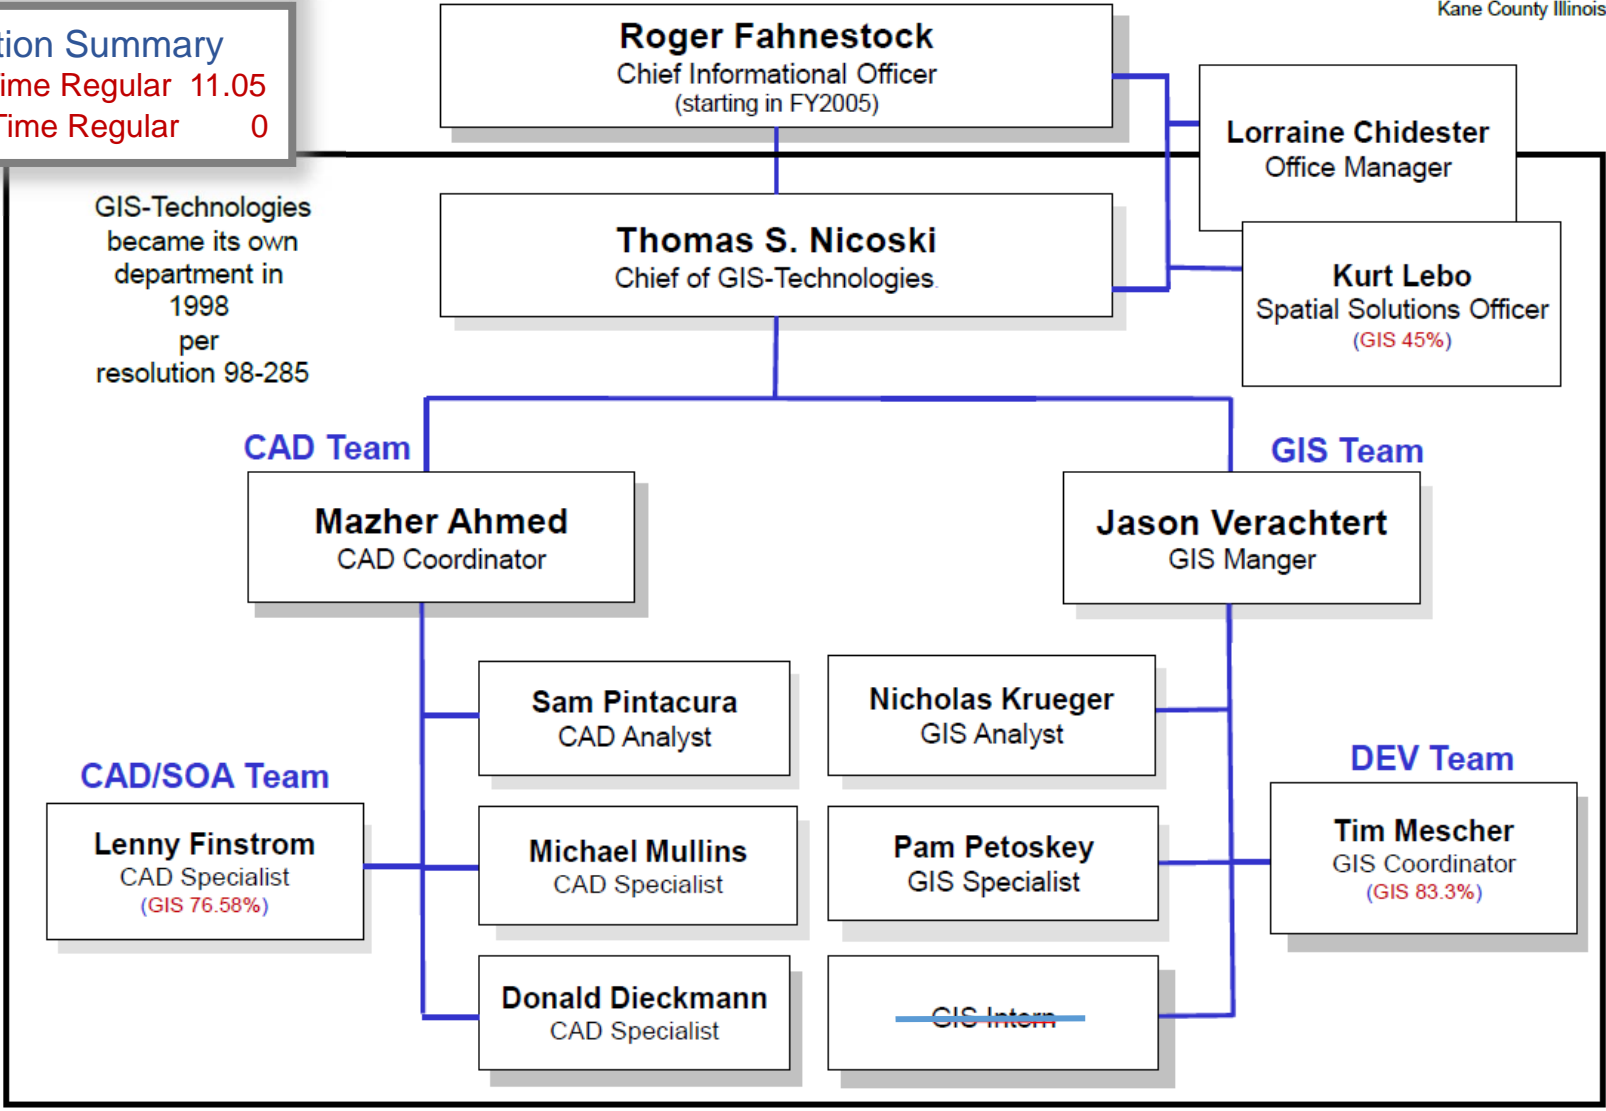 Kane County Illinois
tion Summary
ime Regular 11.05
Time Regular 0
Roger Fahnestock
Chief Informational Officer
(starting in FY2005)
Lorraine Chidester
Office Manager
GIS-Technologies
became its own
department in
1998
per
resolution 98-285
Thomas S. Nicoski
Chief of GIS-Technologies.
Kurt Lebo
Spatial Solutions Officer
(GIS 45%)
CAD Team
GIS Team
Mazher Ahmed
CAD Coordinator
Jason Verachtert
GIS Manger
Sam Pintacura
CAD Analyst
Nicholas Krueger
GIS Analyst
CAD/SOA Team
DEV Team
Lenny Finstrom
CAD Specialist
(GIS 76.58%)
Michael Mullins
CAD Specialist
Pam Petoskey
GIS Specialist
Tim Mescher
GIS Coordinator
(GIS 83.3%)
Donald Dieckmann
CAD Specialist
GIS Intern